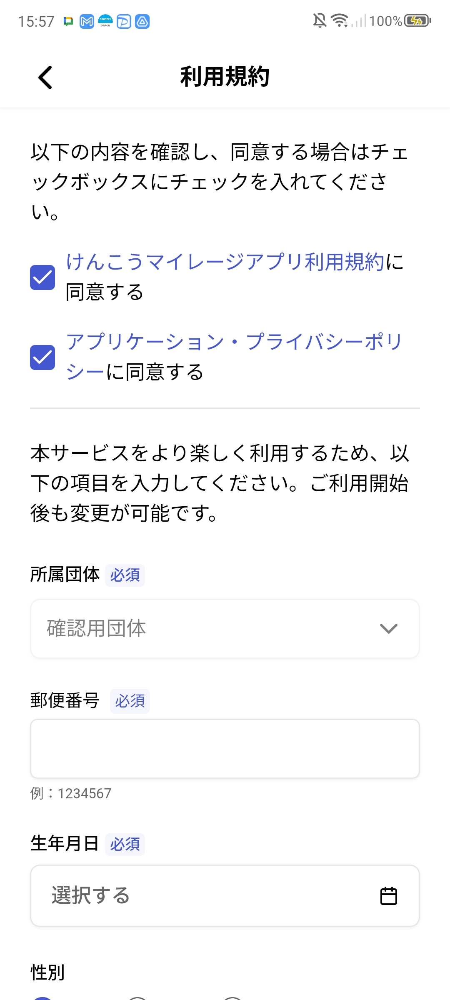 15:57 100%
connect
OMRON
利用規約
以下の内容を確認し、同意する場合はチェ
ックボックスにチェックを入れてくださ
い。
けんこうマイレージアプリ利用規約に
同意する
アプリケーション・プライバシーポリ
シーに同意する
本サービスをより楽しく利用するため、以
下の項目を入力してください。ご利用開始
後も変更が可能です。
所属団体 必須
確認用団体
郵便番号 必須
例：1234567
生年月日 必須
選択する
性別